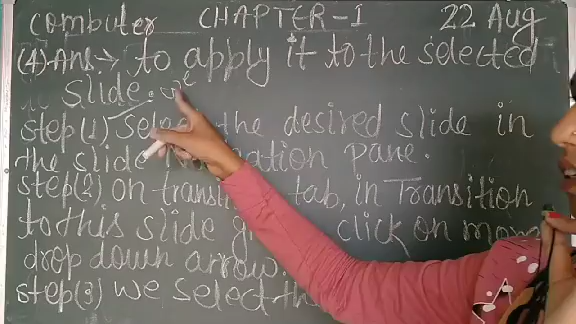 computer CHAPTER-1 22 Aug
(4) Ans:→ to apply it to the selected
slide. we
step(1) Select the desired slide in
the slide pane.
step(2) on tab, in Transition
to this slide click on
drop down arrow.
step(3) we select